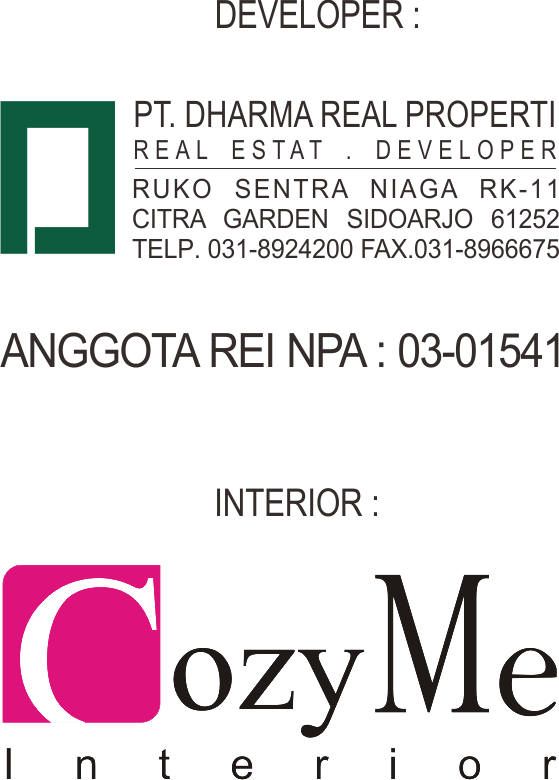 DEVELOPER :
PT. DHARMA REAL PROPERTI
REAL ESTAT . DEVELOPER
RUKO SENTRA NIAGA RK-11
CITRA GARDEN SIDOARJO 61252
TELP. 031-8924200 FAX.031-8966675
ANGGOTA REI NPA : 03-01541
INTERIOR :
CozyMe
Interior